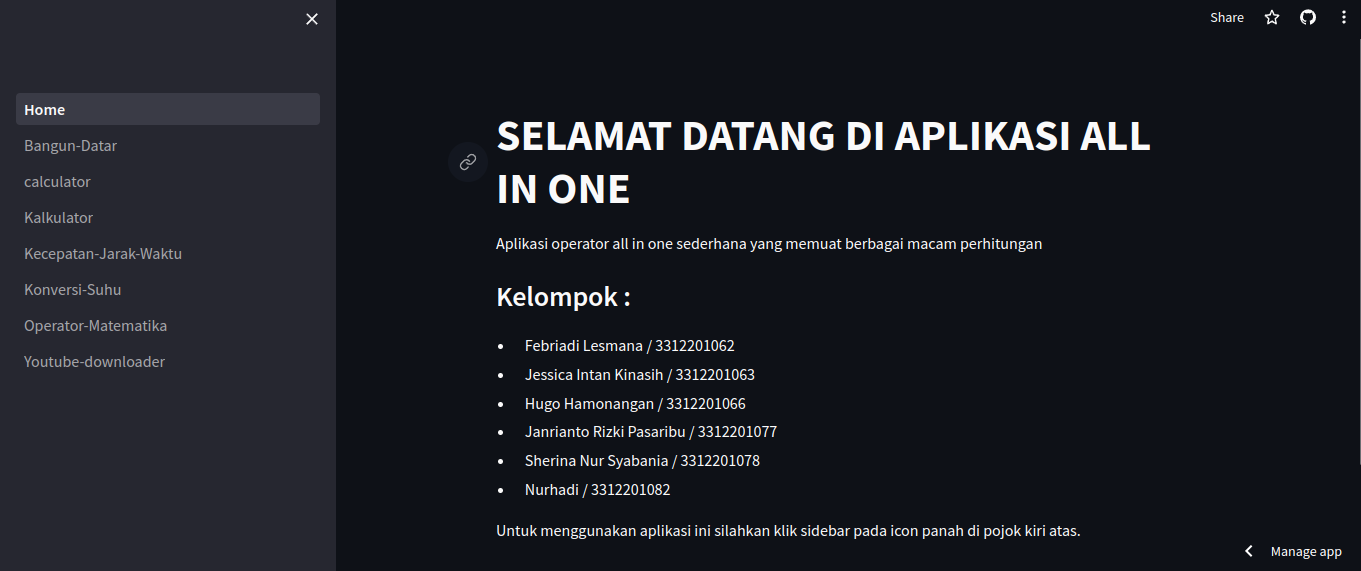 Share
Home
Bangun-Datar
calculator
Kalkulator
Kecepatan-Jarak-Waktu
Konversi-Suhu
Operator-Matematika
Youtube-downloader
SELAMAT DATANG DI APLIKASI ALL
IN ONE
Aplikasi operator all in one sederhana yang memuat berbagai macam perhitungan
Kelompok :
• Febriadi Lesmana / 3312201062
• Jessica Intan Kinasih / 3312201063
• Hugo Hamonangan / 3312201066
• Janrianto Rizki Pasaribu / 3312201077
• Sherina Nur Syabania / 3312201078
• Nurhadi / 3312201082
Untuk menggunakan aplikasi ini silahkan klik sidebar pada icon panah di pojok kiri atas.
Manage app